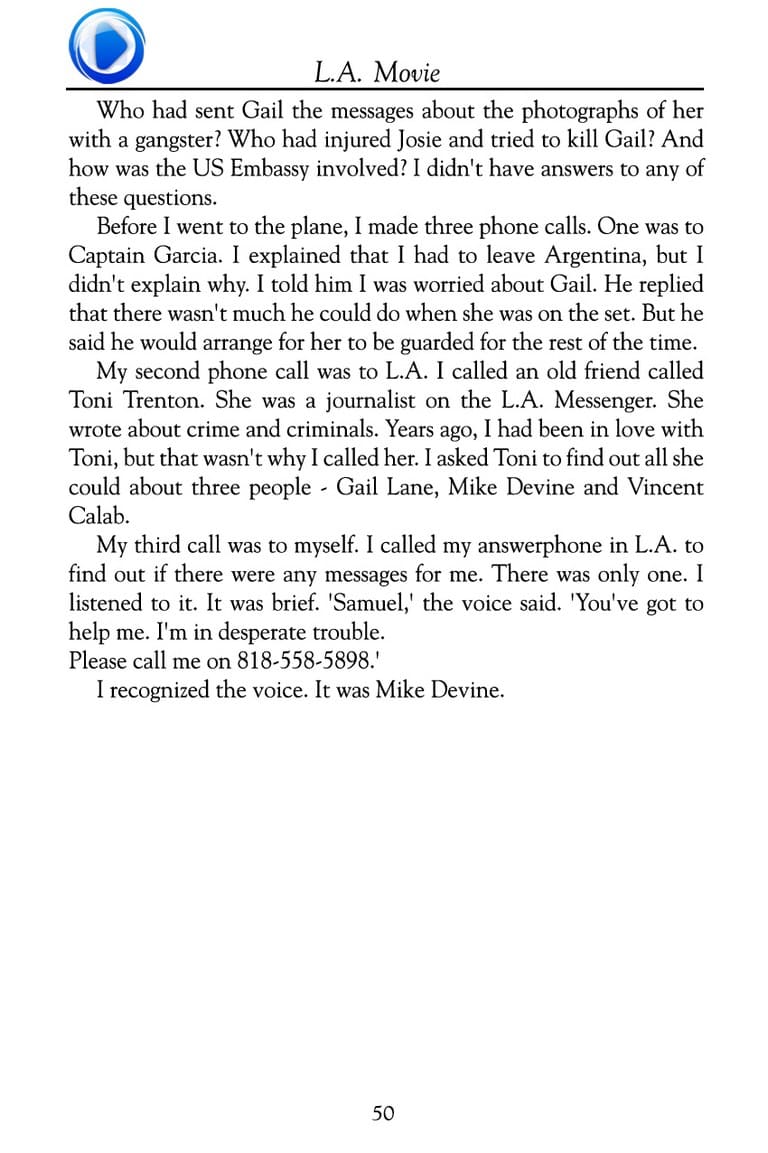 L.A. Movie
Who had sent Gail the messages about the photographs of her
with a gangster? Who had injured Josie and tried to kill Gail? And
how was the US Embassy involved? I didn't have answers to any of
these questions.
Before I went to the plane, I made three phone calls. One was to
Captain Garcia. I explained that I had to leave Argentina, but I
didn't explain why. I told him I was worried about Gail. He replied
that there wasn't much he could do when she was on the set. But he
said he would arrange for her to be guarded for the rest of the time.
My second phone call was to L.A. I called an old friend called
Toni Trenton. She was a journalist on the L.A. Messenger. She
wrote about crime and criminals. Years ago, I had been in love with
Toni, but that wasn't why I called her. I asked Toni to find out all she
could about three people - Gail Lane, Mike Devine and Vincent
Calab.
My third call was to myself. I called my answerphone in L.A. to
find out if there were any messages for me. There was only one. I
listened to it. It was brief. 'Samuel,' the voice said. 'You've got to
help me. I'm in desperate trouble.
Please call me on 818-558-5898.'
I recognized the voice. It was Mike Devine.
50